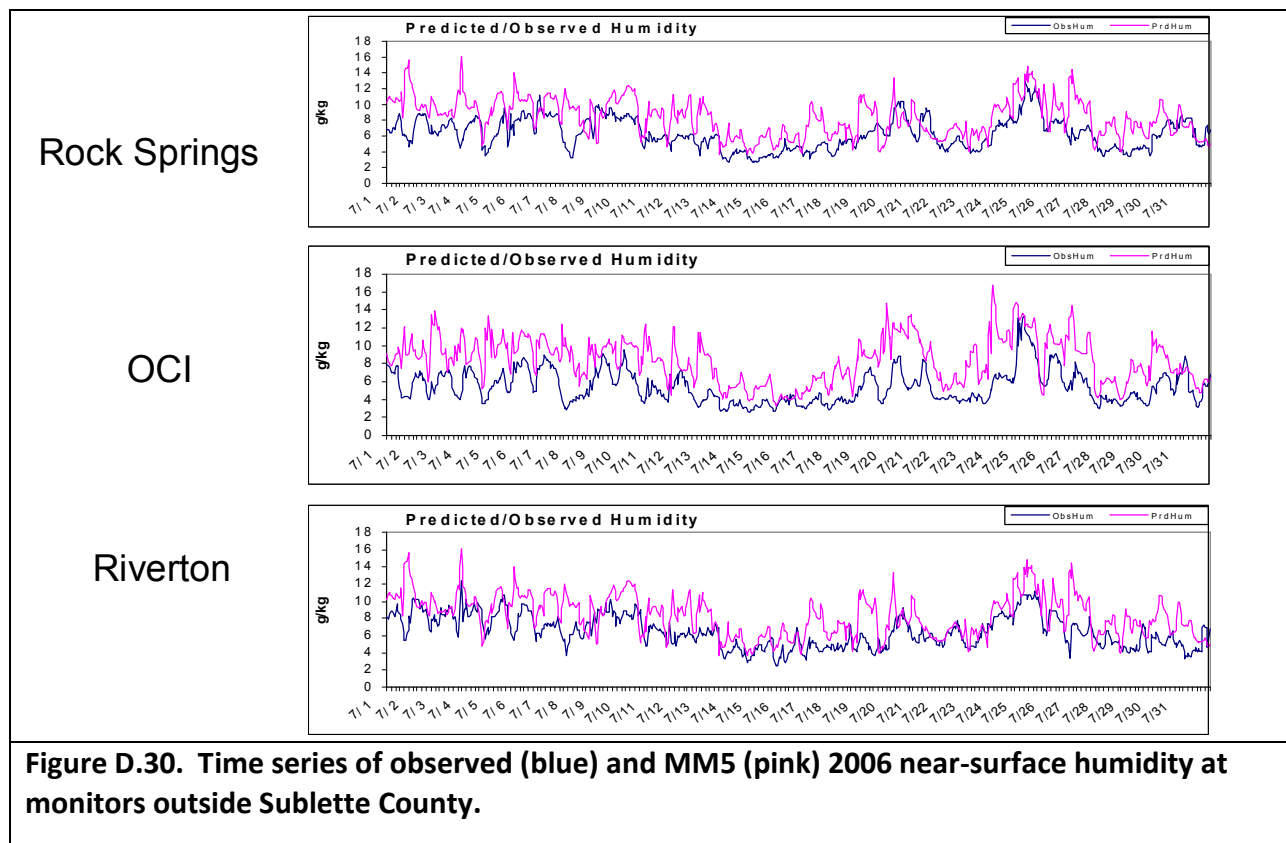 Predicted/Observed Humidity
ObsHum PrdHum
18
16
14
12
10
8
6
4
2
0
g/kg
Rock Springs
7/ 1 7/ 2 7/ 3 7/ 4 7/ 5 7/ 6 7/ 7 7/ 8 7/ 9 7/10 7/11 7/12 7/13 7/14 7/15 7/16 7/17 7/18 7/19 7/20 7/21 7/22 7/23 7/24 7/25 7/26 7/27 7/28 7/29 7/30 7/31
Predicted/Observed Humidity
ObsHum PrdHum
18
16
14
12
10
8
6
4
2
0
g/kg
OCI
7/ 1 7/ 2 7/ 3 7/ 4 7/ 5 7/ 6 7/ 7 7/ 8 7/ 9 7/10 7/11 7/12 7/13 7/14 7/15 7/16 7/17 7/18 7/19 7/20 7/21 7/22 7/23 7/24 7/25 7/26 7/27 7/28 7/29 7/30 7/31
Predicted/Observed Humidity
ObsHum PrdHum
18
16
14
12
10
8
6
4
2
0
g/kg
Riverton
7/ 1 7/ 2 7/ 3 7/ 4 7/ 5 7/ 6 7/ 7 7/ 8 7/ 9 7/10 7/11 7/12 7/13 7/14 7/15 7/16 7/17 7/18 7/19 7/20 7/21 7/22 7/23 7/24 7/25 7/26 7/27 7/28 7/29 7/30 7/31
Figure D.30. Time series of observed (blue) and MM5 (pink) 2006 near-surface humidity at
monitors outside Sublette County.